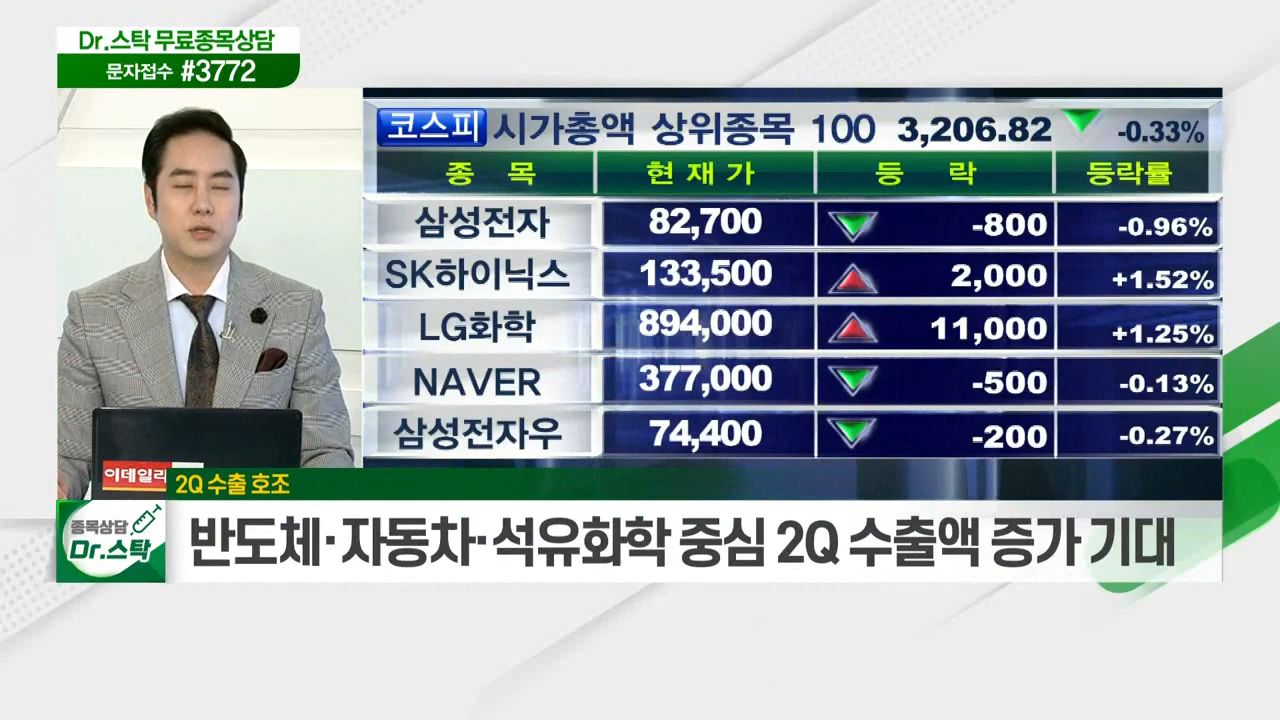 Dr.스탁 무료종목상담
문자접수 #3772
코스피 시가총액 상위종목 100 3,206.82 -0.33%
종 목 현 재 가 등 락 등락률
삼성전자 82,700 -800 -0.96%
SK하이닉스 133,500 2,000 +1.52%
LG화학 894,000 11,000 +1.25%
NAVER 377,000 -500 -0.13%
삼성전자우 74,400 -200 -0.27%
이데일리
2Q 수출 호조
종목상담
Dr.스탁
반도체·자동차·석유화학 중심 2Q 수출액 증가 기대